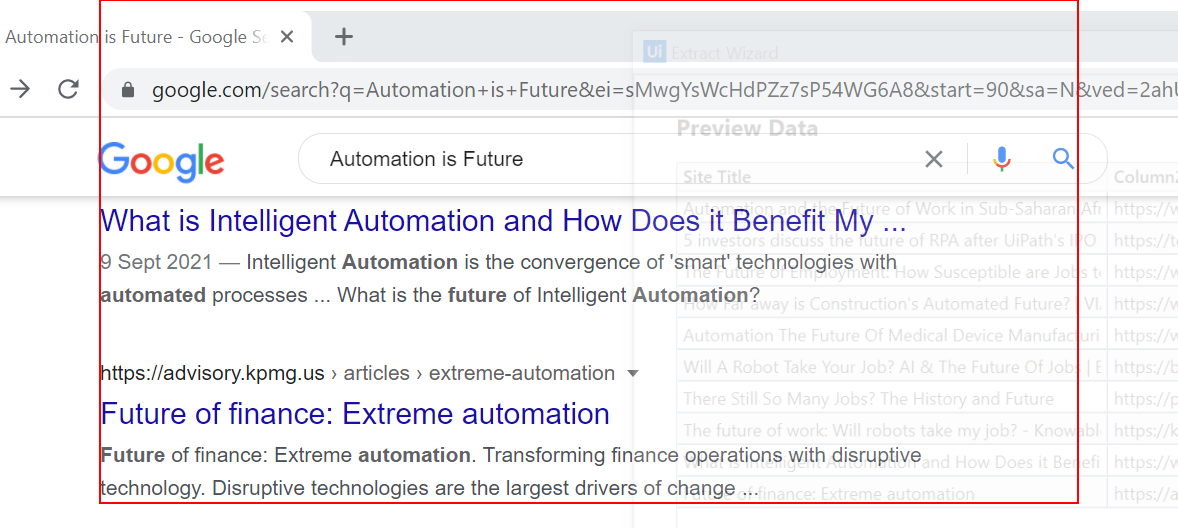 Automation is Future - Google Se
Ui Extract Wizard
google.com/search?q=Automation+is+Future&ei=sMwgYsWcHdPZz7sP54WG6A8&start=90&sa=N&ved=2ahU
Preview Data
Google
Automation is Future
Site Title
Column2
What is Intelligent Automation and How Does it Benefit My ...
9 Sept 2021 — Intelligent Automation is the convergence of 'smart' technologies with
automated processes ... What is the future of Intelligent Automation?
https://advisory.kpmg.us › articles › extreme-automation
Future of finance: Extreme automation
Future of finance: Extreme automation. Transforming finance operations with disruptive
technology. Disruptive technologies are the largest drivers of change ...
Automation and the Future of Work in Sub-Saharan Afri https://w
5 investors discuss the future of RPA after UiPath's IPO https://te
The Future of Employment: How Susceptible are Jobs to https://w
How Far away is Construction's Automated Future? | VI. https://w
Automation The Future Of Medical Device Manufacturi https://w
Will A Robot Take Your Job? AI & The Future Of Jobs | B https://b
There Still So Many Jobs? The History and Future https://p
The future of work: Will robots take my job? - Knowabl https://k
What is Intelligent Automation and How Does it Benefi https://w
Future of finance: Extreme automation https://a